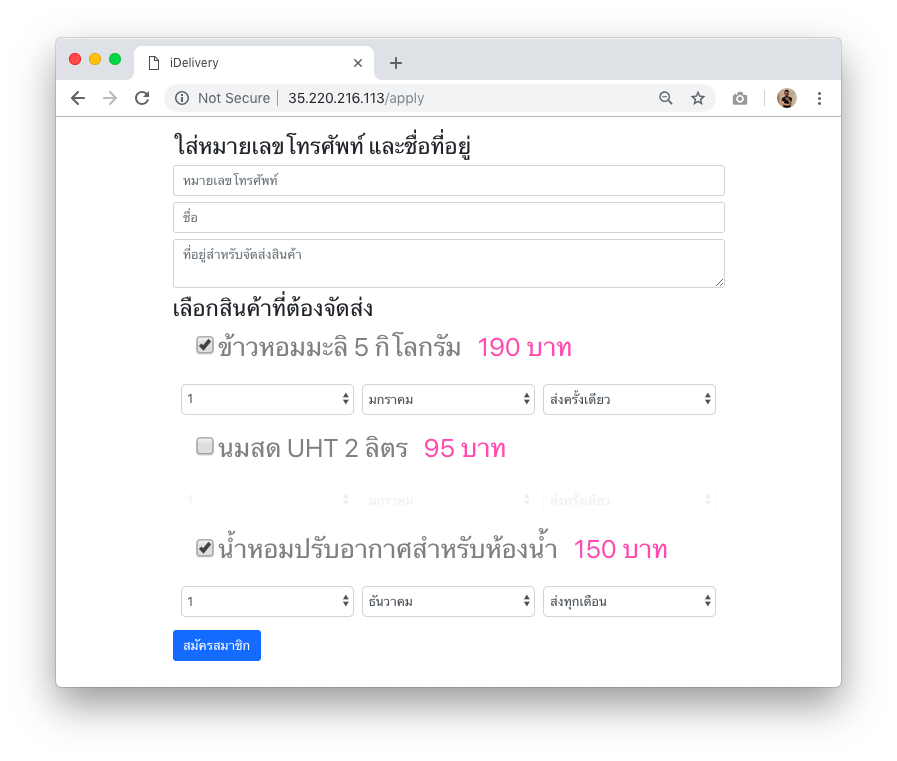 iDelivery
Not Secure | 35.220.216.113/apply
ใส่หมายเลขโทรศัพท์ และชื่อที่อยู่
หมายเลขโทรศัพท์
ชื่อ
ที่อยู่สำหรับจัดส่งสินค้า
เลือกสินค้าที่ต้องจัดส่ง
ข้าวหอมมะลิ 5 กิโลกรัม 190 บาท
1 มกราคม ส่งครั้งเดียว
นมสด UHT 2 ลิตร 95 บาท
1 มกราคม ส่งครั้งเดียว
น้ำหอมปรับอากาศสำหรับห้องน้ำ 150 บาท
1 ธันวาคม ส่งทุกเดือน
สมัครสมาชิก